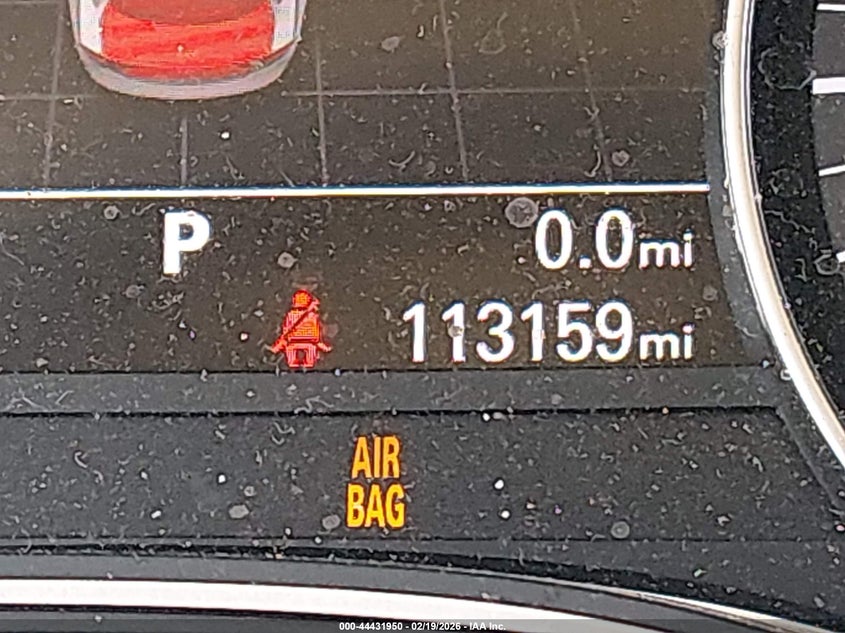 P 0.0mi
113159mi
AIR
BAG
000-44431950 - 02/19/2026 - IAA Inc.